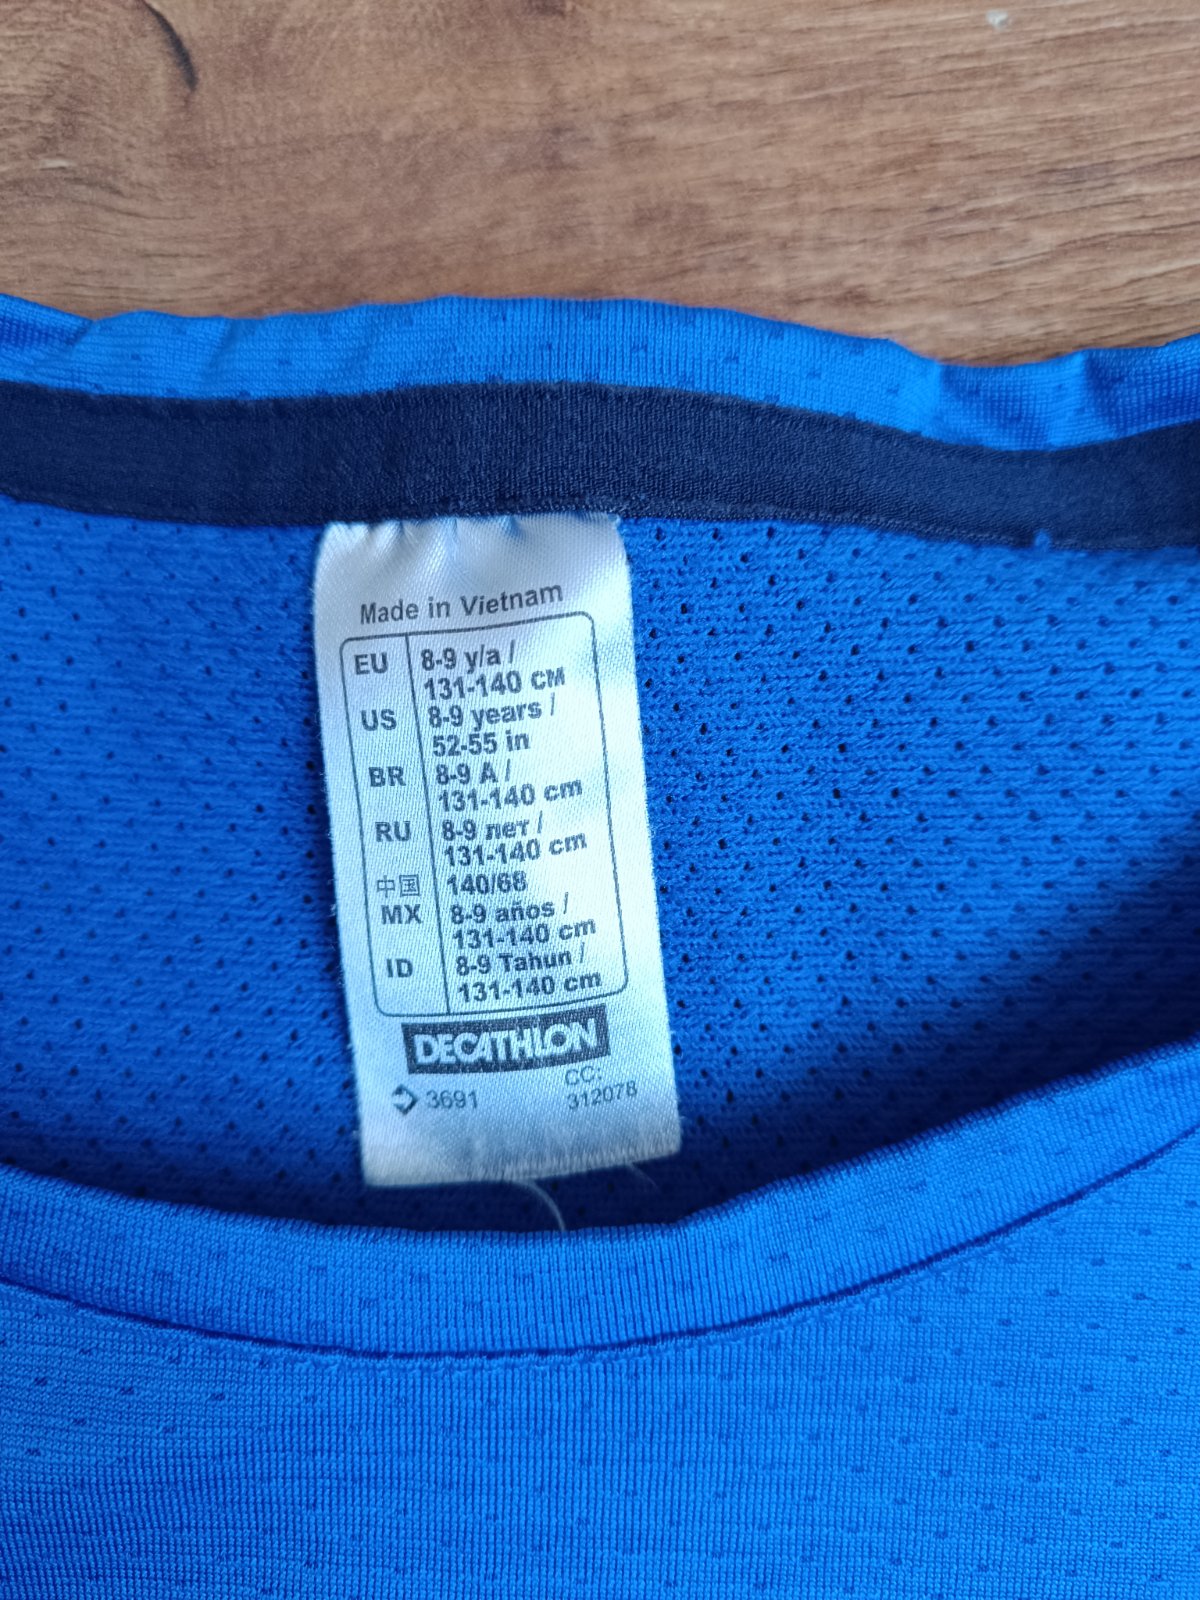 Made in Vietnam
EU 8-9 y/a /
131-140 см
US 8-9 years /
52-55 in
BR 8-9 A /
131-140 cm
RU 8-9 лет /
131-140 cm
中国 140/68
MX 8-9 años /
131-140 cm
ID 8-9 Tahun /
131-140 cm
DECATHLON
3691 CC:
312078